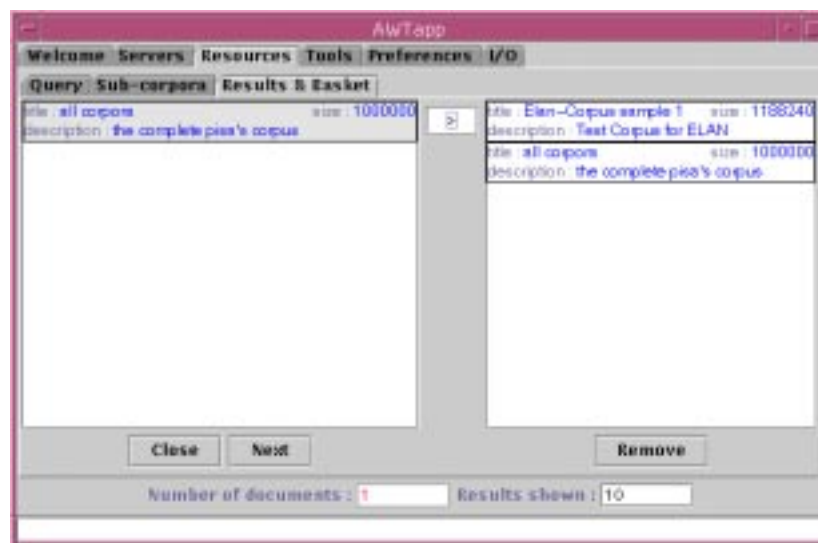 AWTapp
Welcome Servers Resources Tools Preferences I/O
Query Sub-corpora Results & Basket
title : all corpora size : 1000000
description : the complete pisa's corpus
>
title : Elan-Corpus sample 1 size : 1188240
description : Test Corpus for ELAN
title : all corpora size : 1000000
description : the complete pisa's corpus
Close Next Remove
Number of documents : 1 Results shown : 10